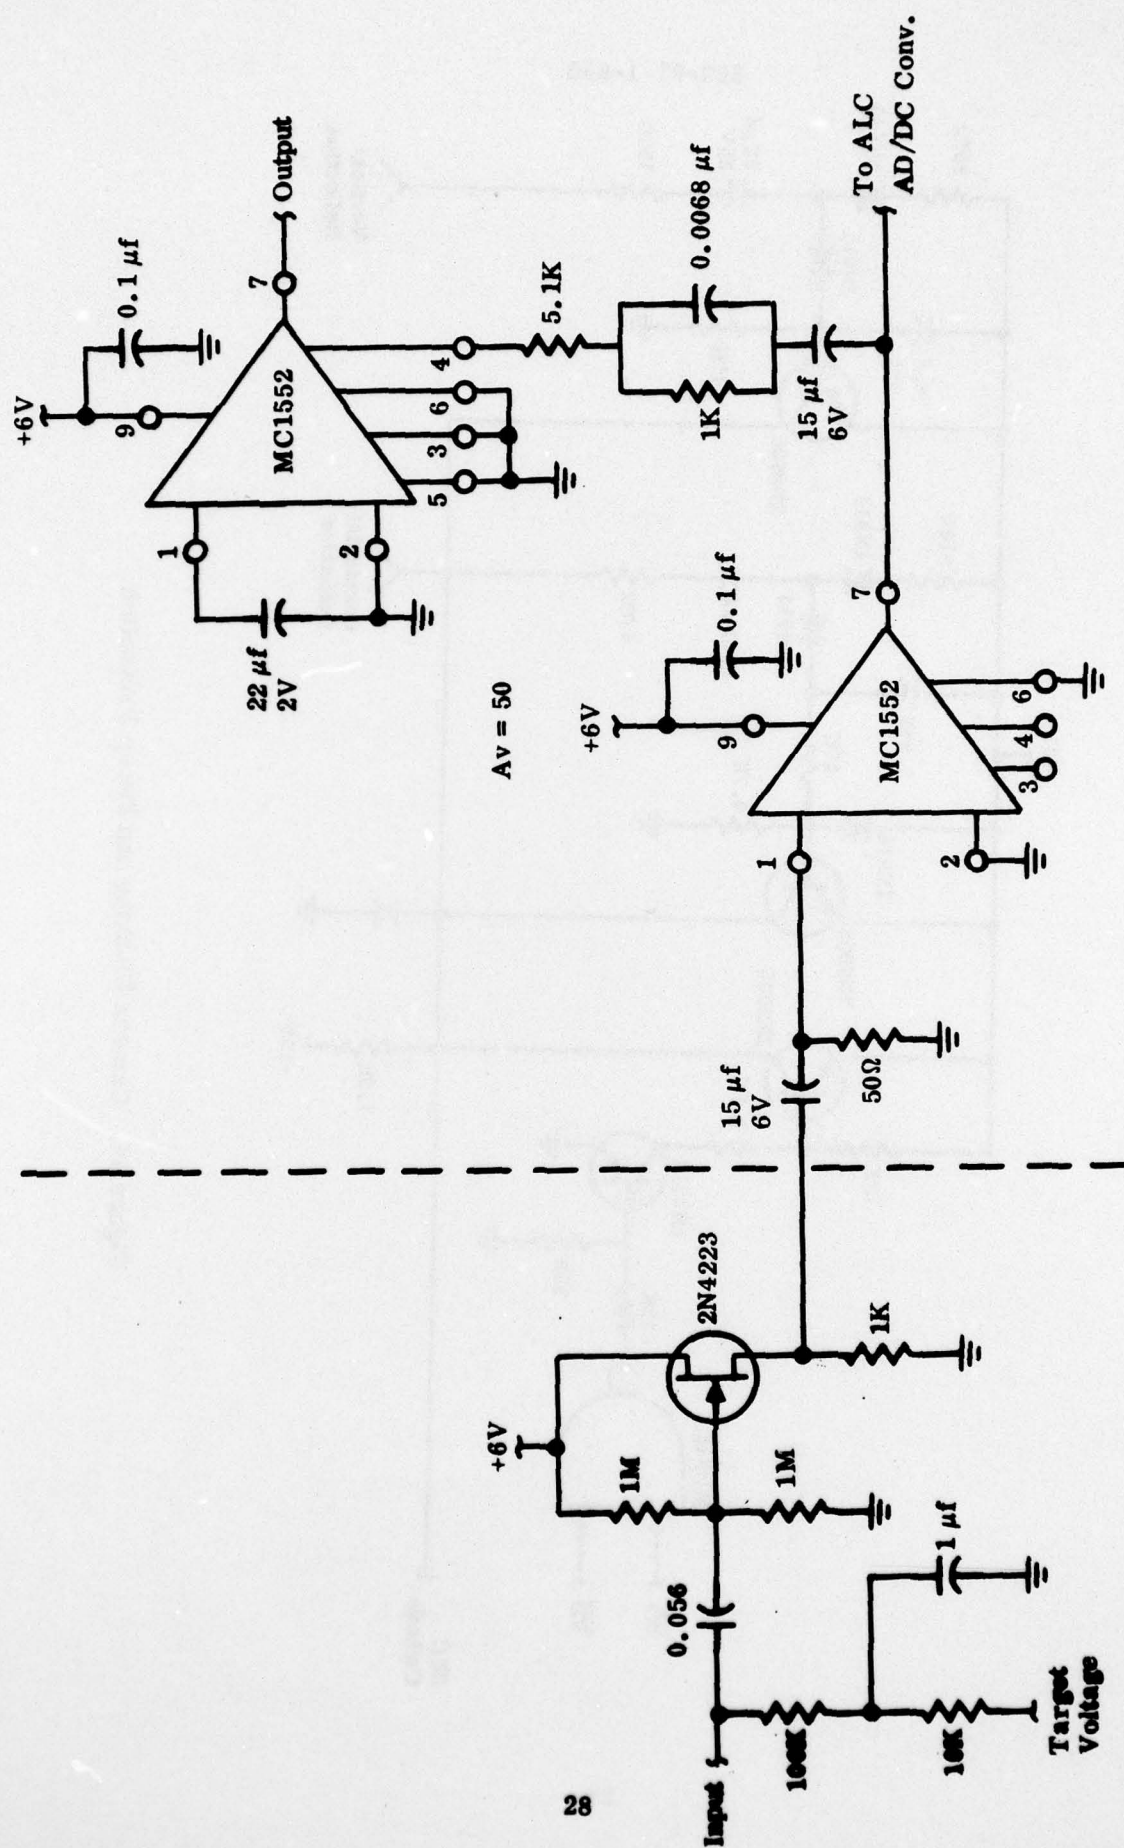 Input
100K
10K
Target
Voltage
1 µf
0.056
+6V
1M
1M
2N4223
1K
15 µf
6V
50Ω
1
2
+6V
9
0.1 µf
MC1552
3
4
6
7
To ALC
AD/DC Conv.
Av = 50
22 µf
2V
1
2
+6V
9
0.1 µf
MC1552
5
3
6
4
7
Output
5.1K
1K
0.0068 µf
15 µf
6V
28